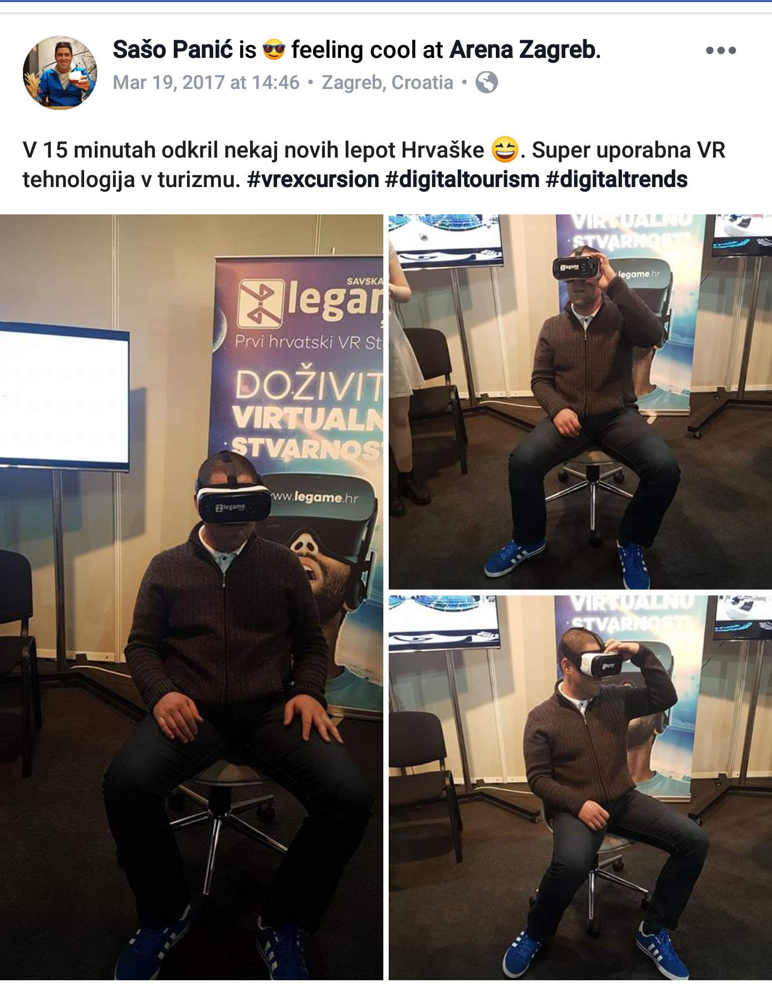 Sašo Panić is 😎 feeling cool at Arena Zagreb.
Mar 19, 2017 at 14:46 • Zagreb, Croatia •
V 15 minutah odkril nekaj novih lepot Hrvaške 😆. Super uporabna VR
tehnologija v turizmu. #vrexcursion #digitaltourism #digitaltrends
SAVSKA
legam
Prvi hrvatski VR St
DOŽIVIT
VIRTUALN
STVARNOST
www.legame.hr
legame
VIRTUALNU
STVARNOSTI
legame
legame.hr
VIRTUALNU
STVARNOSTI
legame